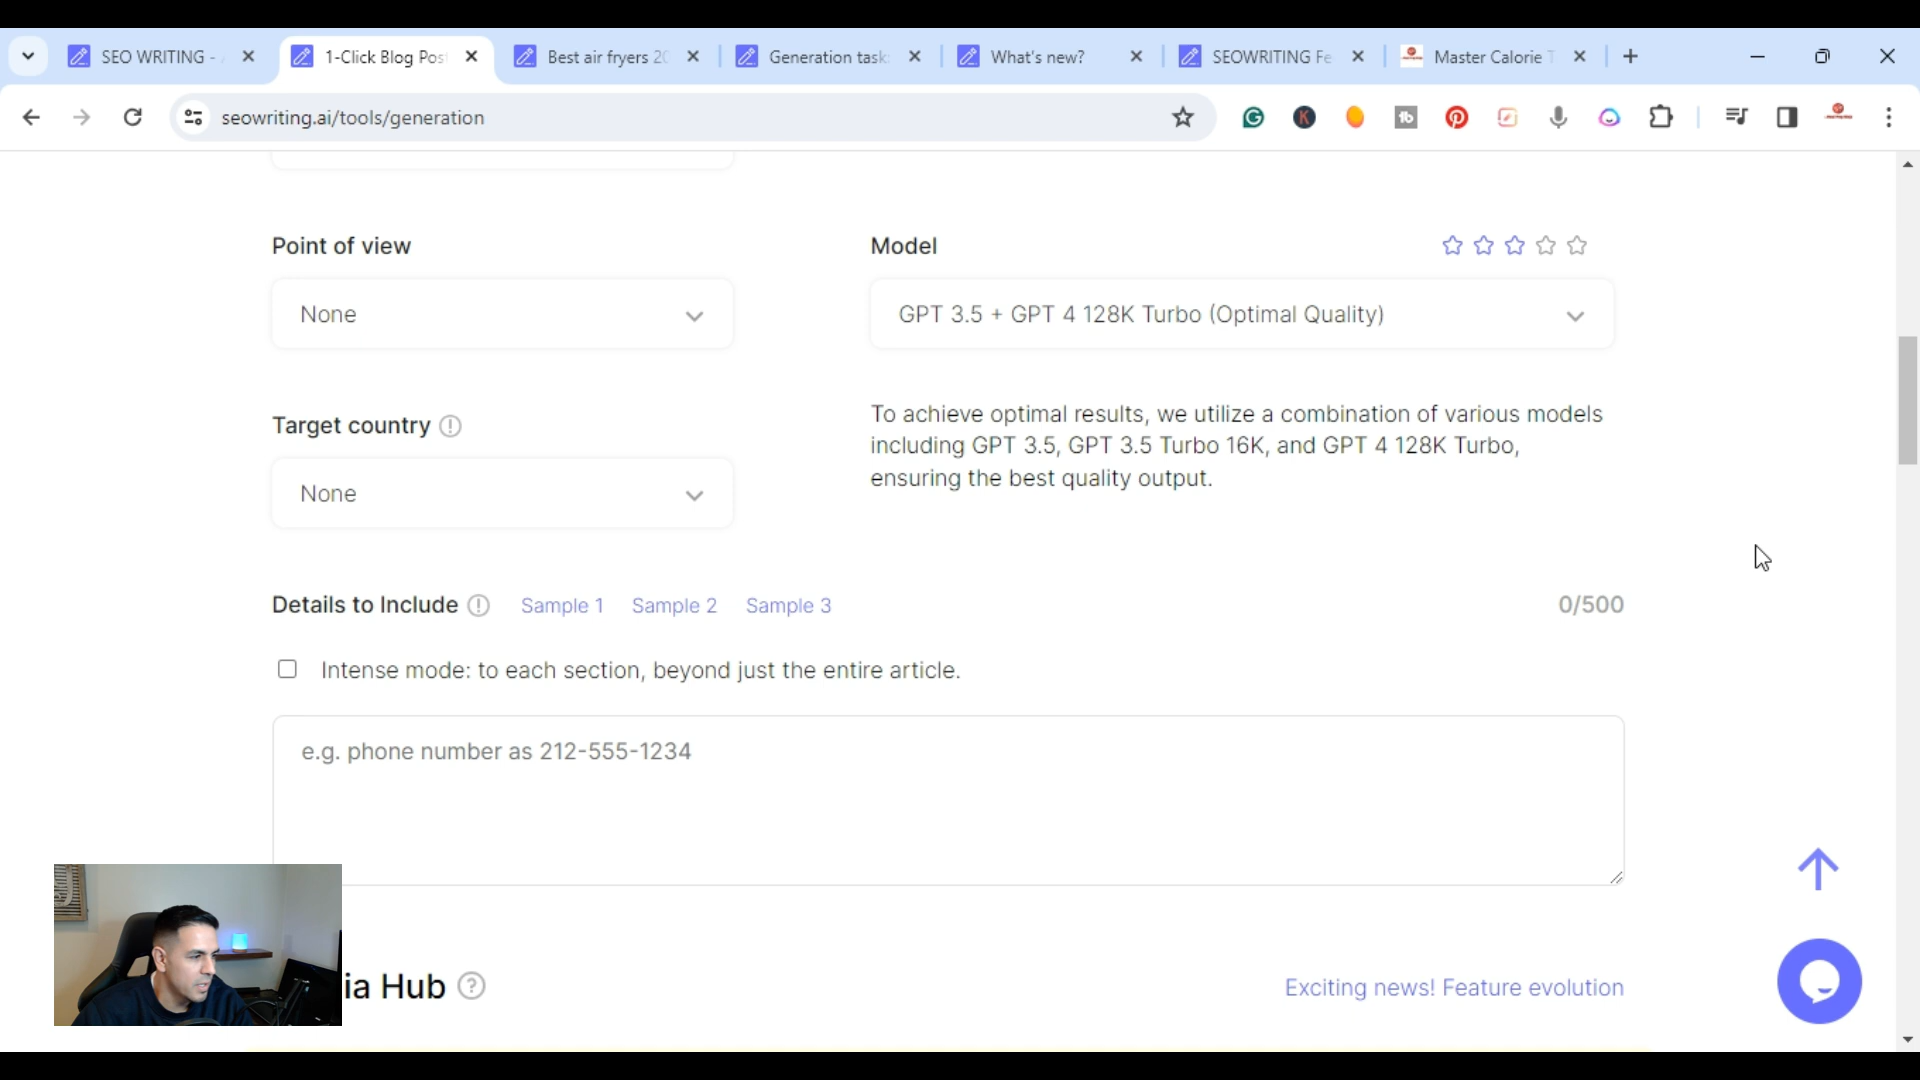 SEO WRITING -
1-Click Blog Pos
Best air fryers 20
Generation task
What's new?
SEOWRITING Fe
Master Calorie T
seowriting.ai/tools/generation
Point of view
Model
None
GPT 3.5 + GPT 4 128K Turbo (Optimal Quality)
Target country
None
To achieve optimal results, we utilize a combination of various models
including GPT 3.5, GPT 3.5 Turbo 16K, and GPT 4 128K Turbo,
ensuring the best quality output.
Details to Include
Sample 1
Sample 2
Sample 3
0/500
Intense mode: to each section, beyond just the entire article.
e.g. phone number as 212-555-1234
ia Hub
Exciting news! Feature evolution